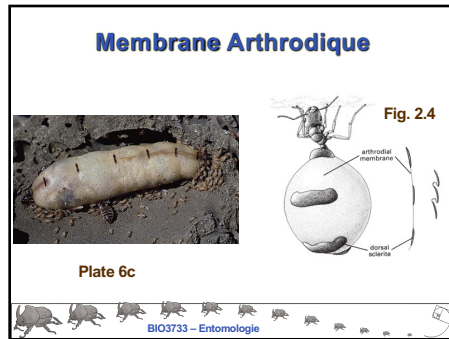 Membrane Arthrodique
Fig. 2.4
arthrodial
membrane
dorsal
sclerite
Plate 6c
BIO3733 – Entomologie